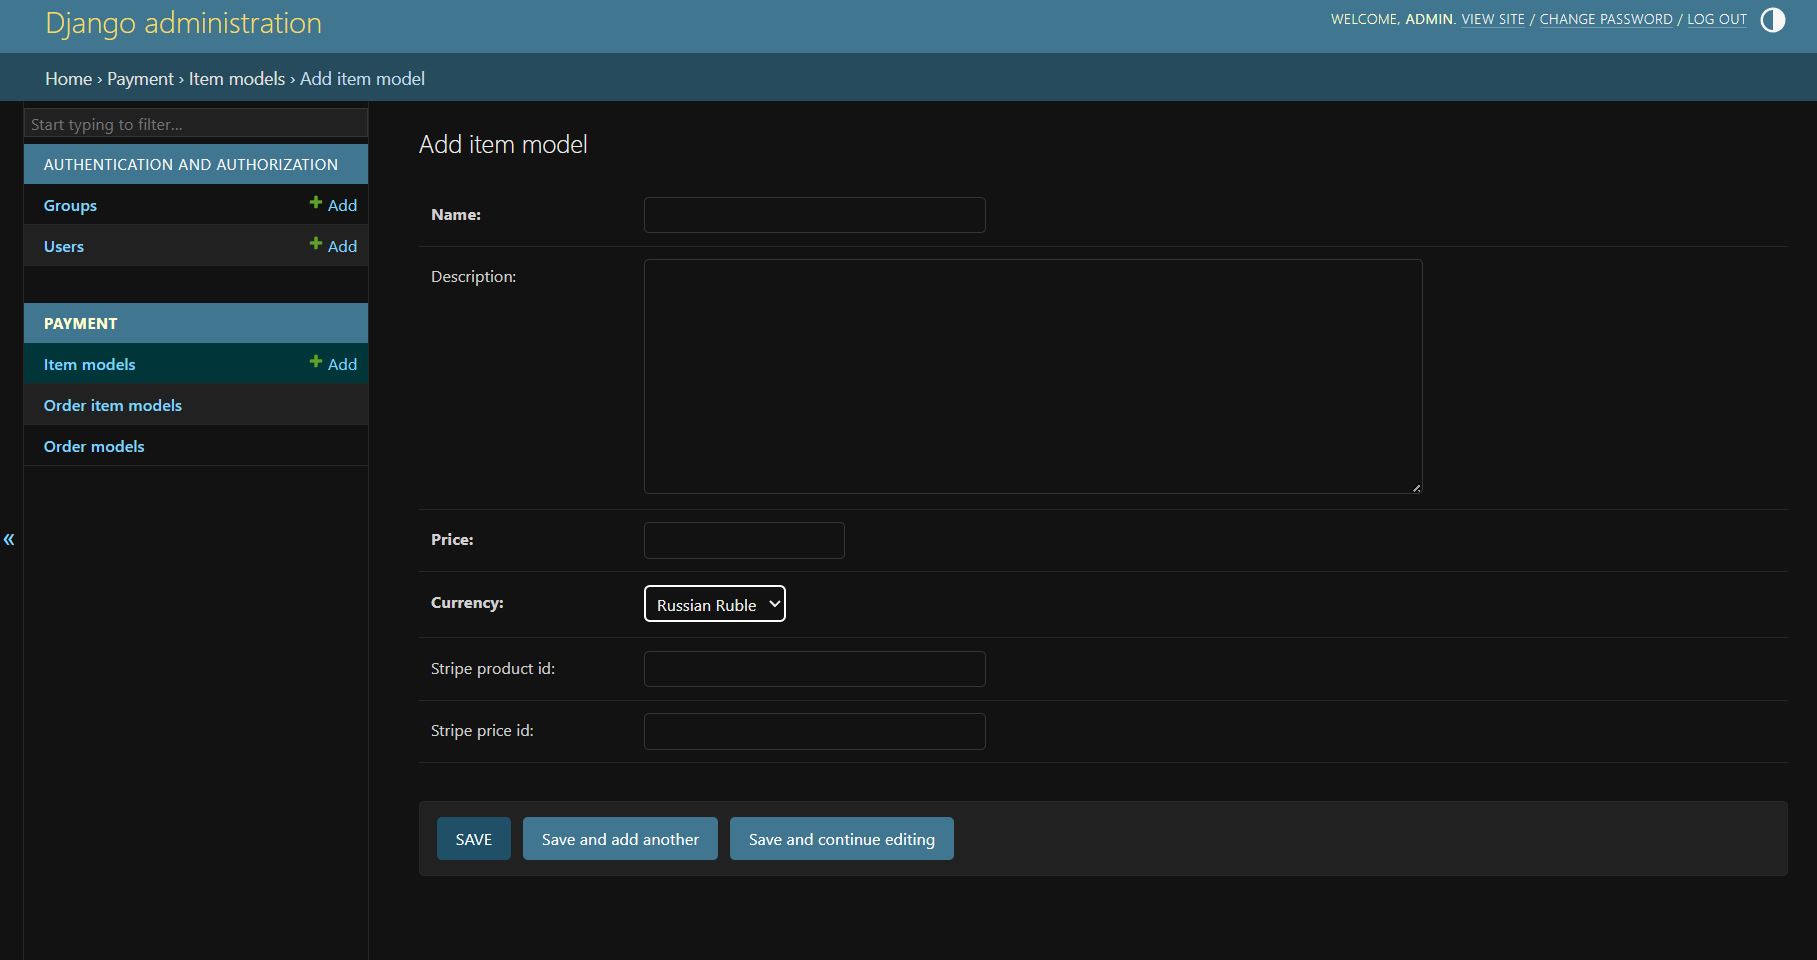 Django administration
WELCOME, ADMIN. VIEW SITE / CHANGE PASSWORD / LOG OUT
Home › Payment › Item models › Add item model
Start typing to filter...
AUTHENTICATION AND AUTHORIZATION
Groups Add
Users Add
PAYMENT
Item models Add
Order item models
Order models
«
Add item model
Name:
Description:
Price:
Currency: Russian Ruble
Stripe product id:
Stripe price id:
SAVE Save and add another Save and continue editing